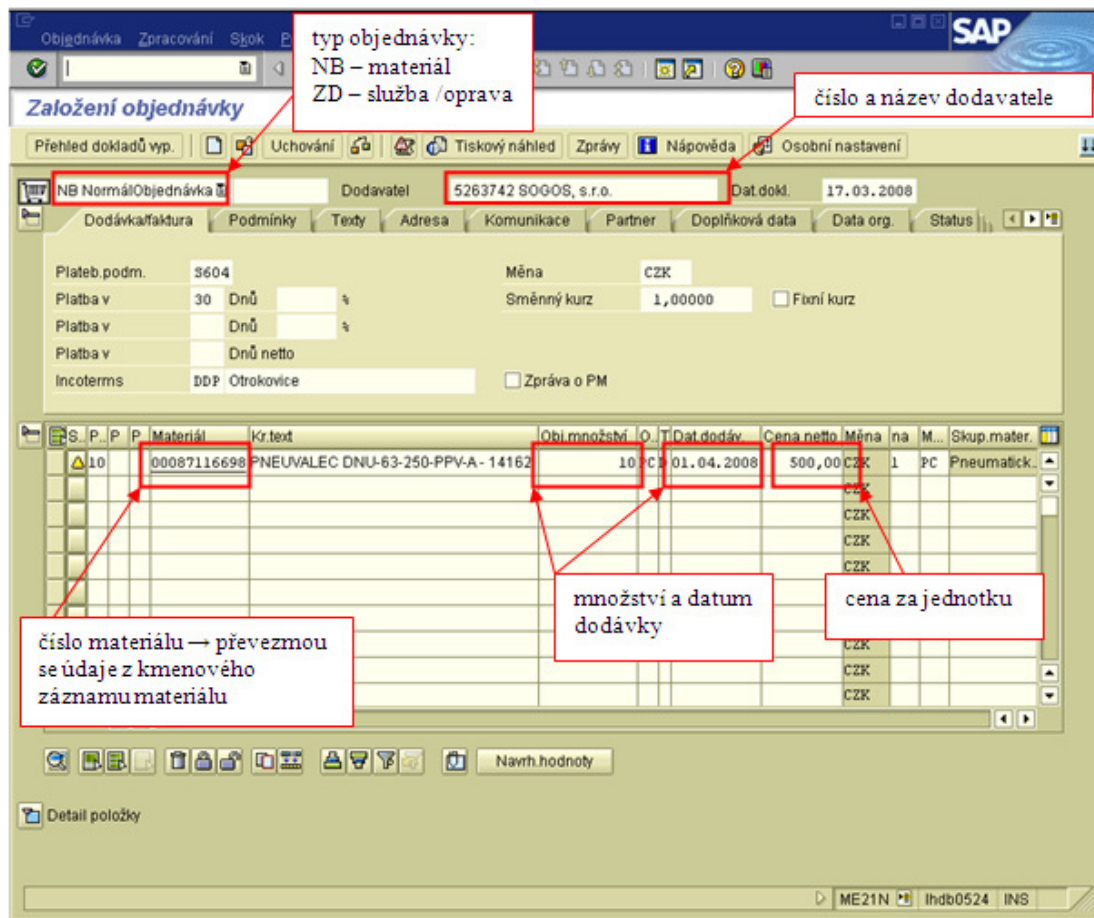 Objednávka Zpracování Skok
SAP
typ objednávky:
NB – materiál
ZD – služba /oprava
Založení objednávky
číslo a název dodavatele
Přehled dokladů vyp. Uchování Tiskový náhled Zprávy Nápověda Osobní nastavení
NB NormálObjednávka Dodavatel 5263742 SOGOS, s.r.o. Dat.dokl. 17.03.2008
Dodávka/faktura Podmínky Texty Adresa Komunikace Partner Doplňková data Data org. Status
Plateb.podm. S604 Měna CZK
Platba v 30 Dnů % Směnný kurz 1,00000 Fixní kurz
Platba v Dnů %
Platba v Dnů netto
Incoterms DDP Otrokovice Zpráva o PM
S.. P.. P P Materiál Kr.text Obj.množství O.. T Dat.dodáv. Cena netto Měna na M... Skup.mater.
10 00087116698 PNEUVALEC DNU-63-250-PPV-A - 14162 10 PC D 01.04.2008 500,00 CZK 1 PC Pneumatick..
CZK
CZK
CZK
CZK
množství a datum
dodávky
cena za jednotku
číslo materiálu → převezmou
se údaje z kmenového
záznamu materiálu
CZK
CZK
CZK
Navrh.hodnoty
Detail položky
ME21N lhdb0524 INS